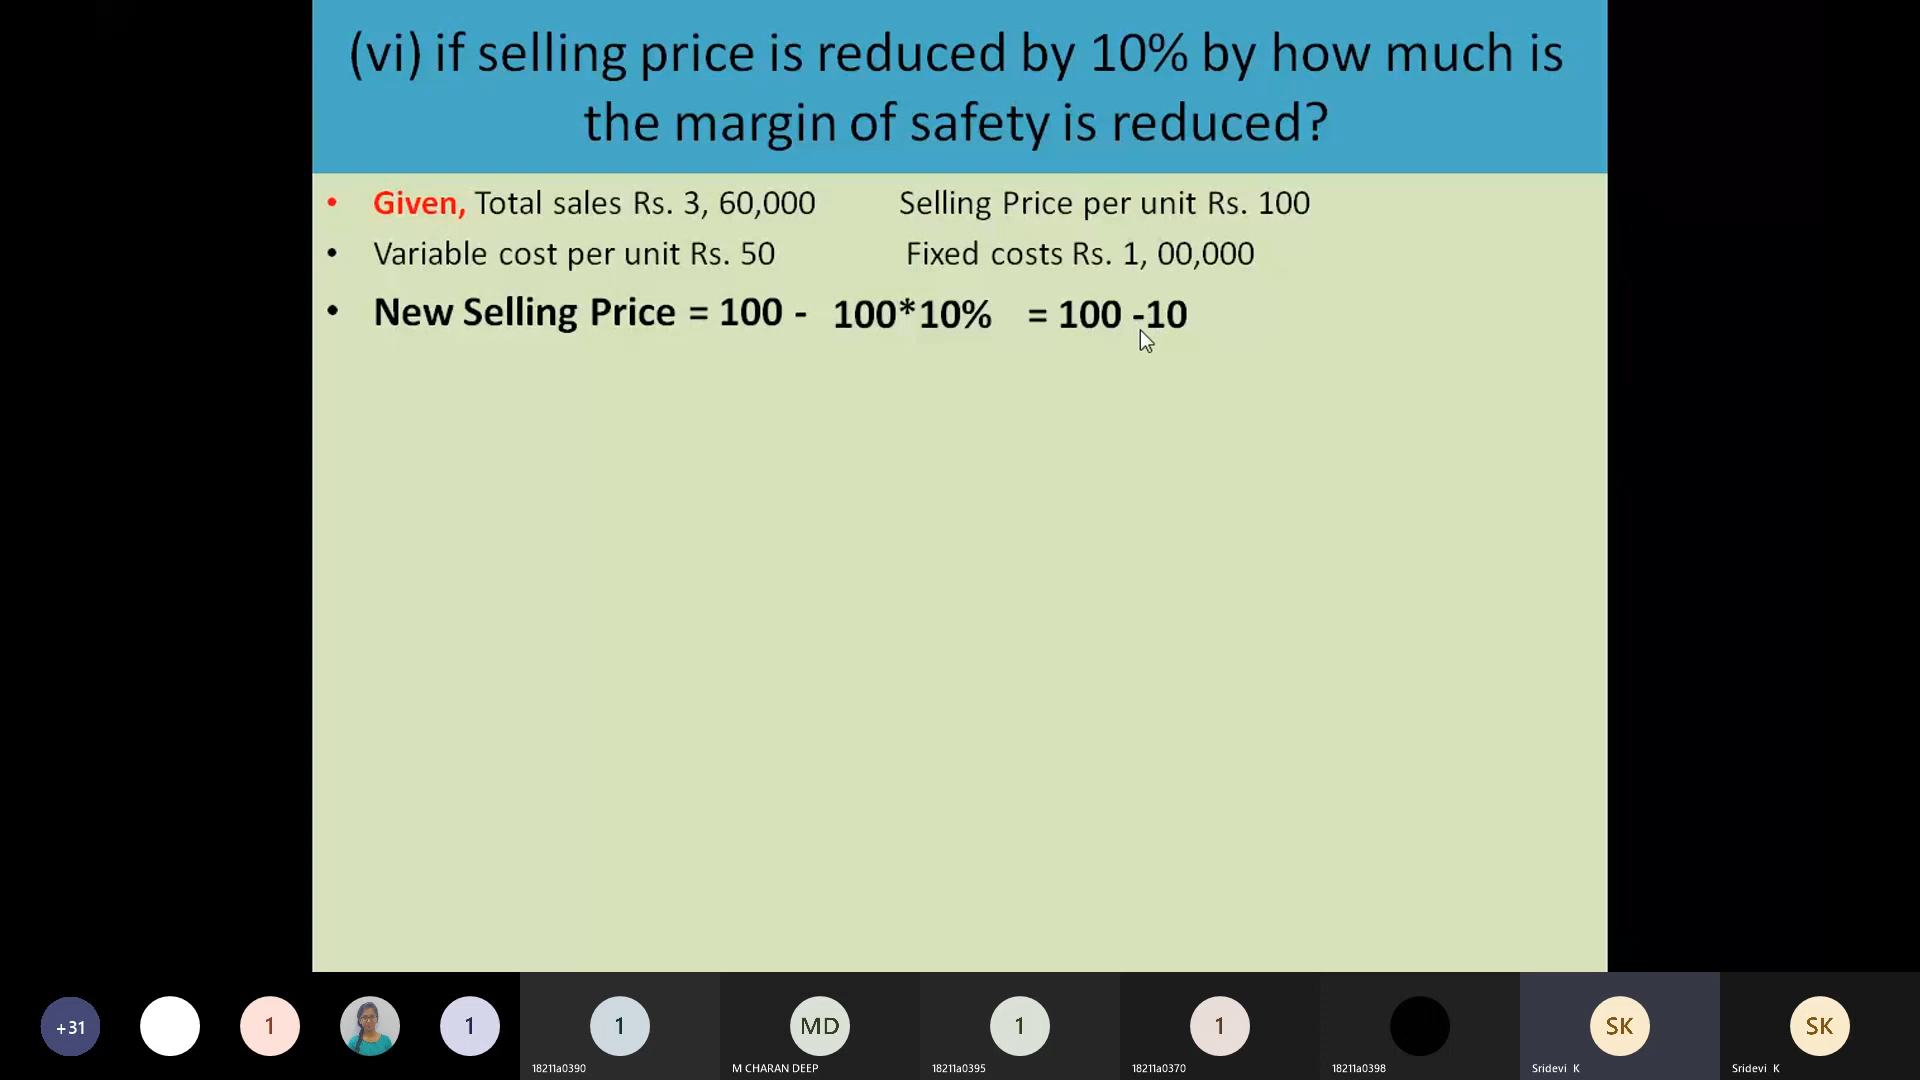 (vi) if selling price is reduced by 10% by how much is
the margin of safety is reduced?
• Given, Total sales Rs. 3, 60,000 Selling Price per unit Rs. 100
• Variable cost per unit Rs. 50 Fixed costs Rs. 1, 00,000
• New Selling Price = 100 - 100*10% = 100 -10
+31 1 1 1 MD 1 1 SK SK
18211a0390 M CHARAN DEEP 18211a0395 18211a0370 18211a0398 Sridevi K Sridevi K